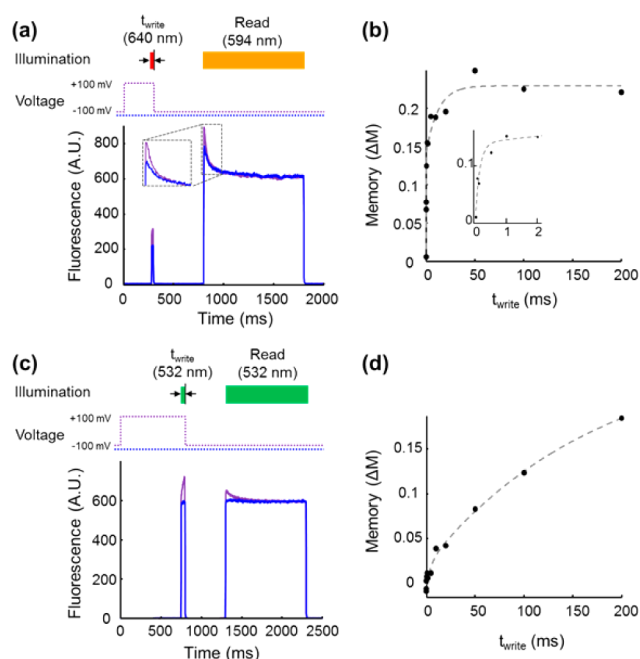 (a)
t_write
(640 nm)
Read
(594 nm)
Illumination
Voltage
+100 mV
-100 mV
Fluorescence (A.U.)
800
600
400
200
0
0 500 1000 1500 2000
Time (ms)
(b)
Memory (ΔM)
0.2
0.15
0.1
0.05
0
0.1
0
0 1 2
0 50 100 150 200
t_write (ms)
(c)
t_write
(532 nm)
Read
(532 nm)
Illumination
Voltage
+100 mV
-100 mV
Fluorescence (A.U.)
600
400
200
0
0 500 1000 1500 2000 2500
Time (ms)
(d)
Memory (ΔM)
0.15
0.1
0.05
0
0 50 100 150 200
t_write (ms)